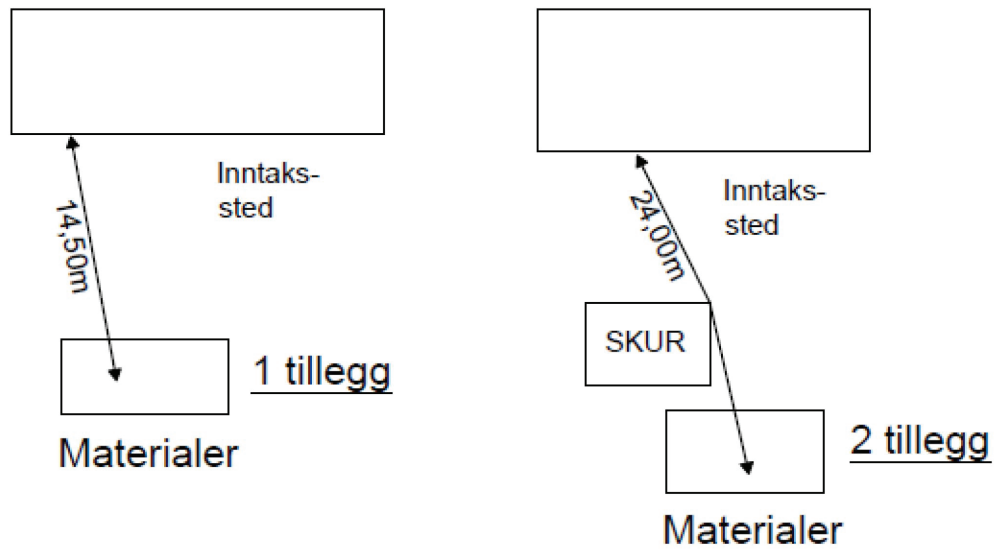 Inntaks-
sted
14,50m
1 tillegg
Materialer
Inntaks-
sted
24,00m
SKUR
2 tillegg
Materialer